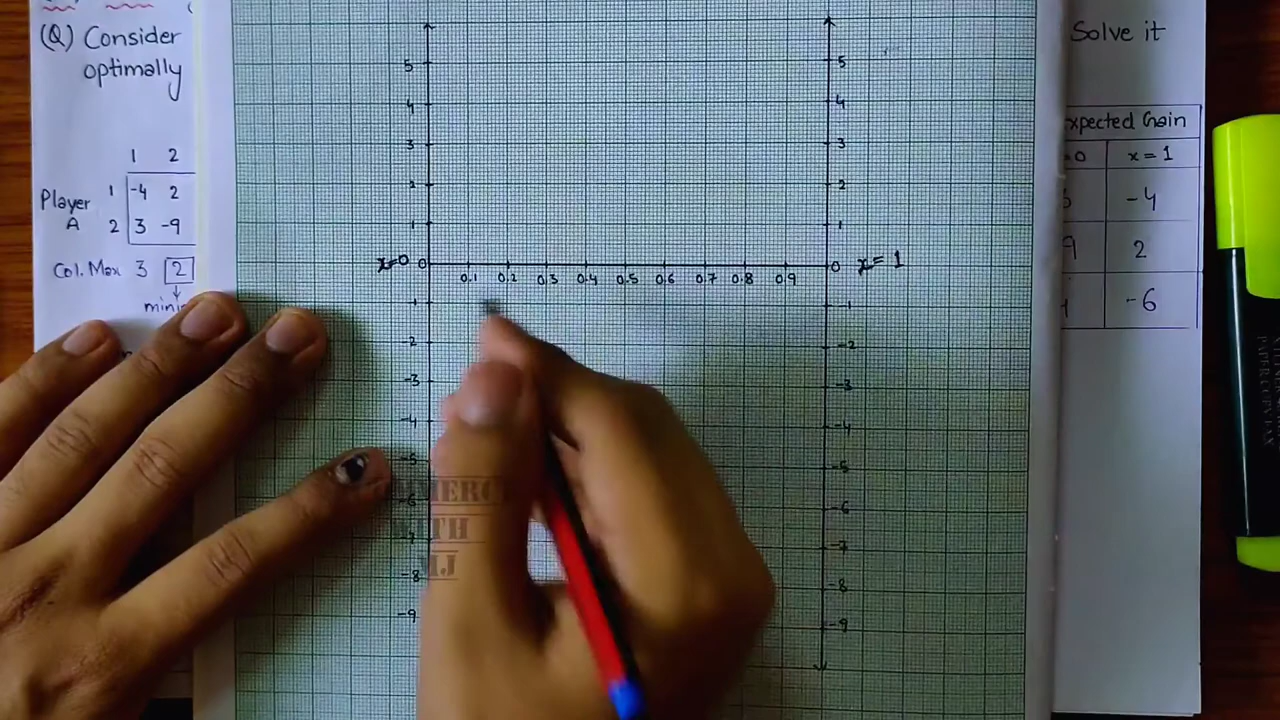 (Q) Consider
optimally
Solve it
5 5
4 4
3 3
2 2
1 1
x=0 0 0 x=1
0.1 0.2 0.3 0.4 0.5 0.6 0.7 0.8 0.9
-1 -1
-2 -2
-3 -3
-4 -4
-5 -5
-6
-7
-8 -8
-9 -9
1 2
Player 1 -4 2
A 2 3 -9
Col. Max 3 2
xpected Gain
x=1
-4
2
-6
WITH
MJ